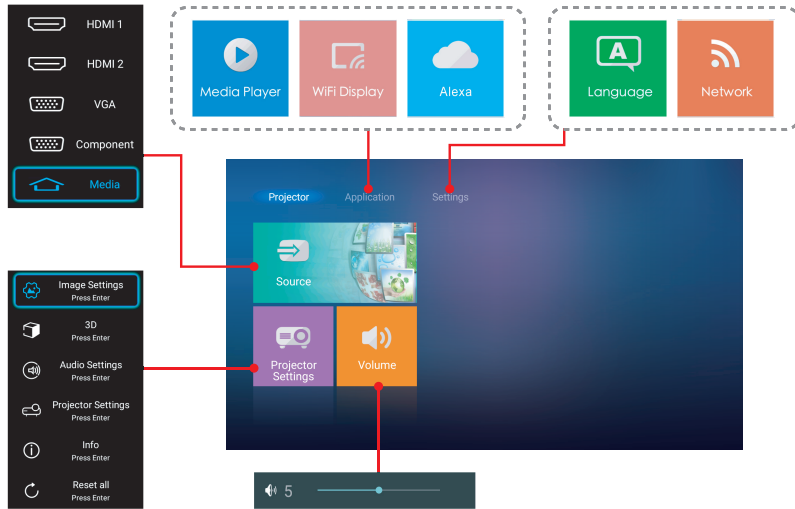 HDMI 1
HDMI 2
VGA
Component
Media
Media Player
WiFi Display
Alexa
A
Language
Network
Projector
Application
Settings
Source
Projector
Settings
Volume
Image Settings
Press Enter
3D
Press Enter
Audio Settings
Press Enter
Projector Settings
Press Enter
Info
Press Enter
Reset all
Press Enter
5